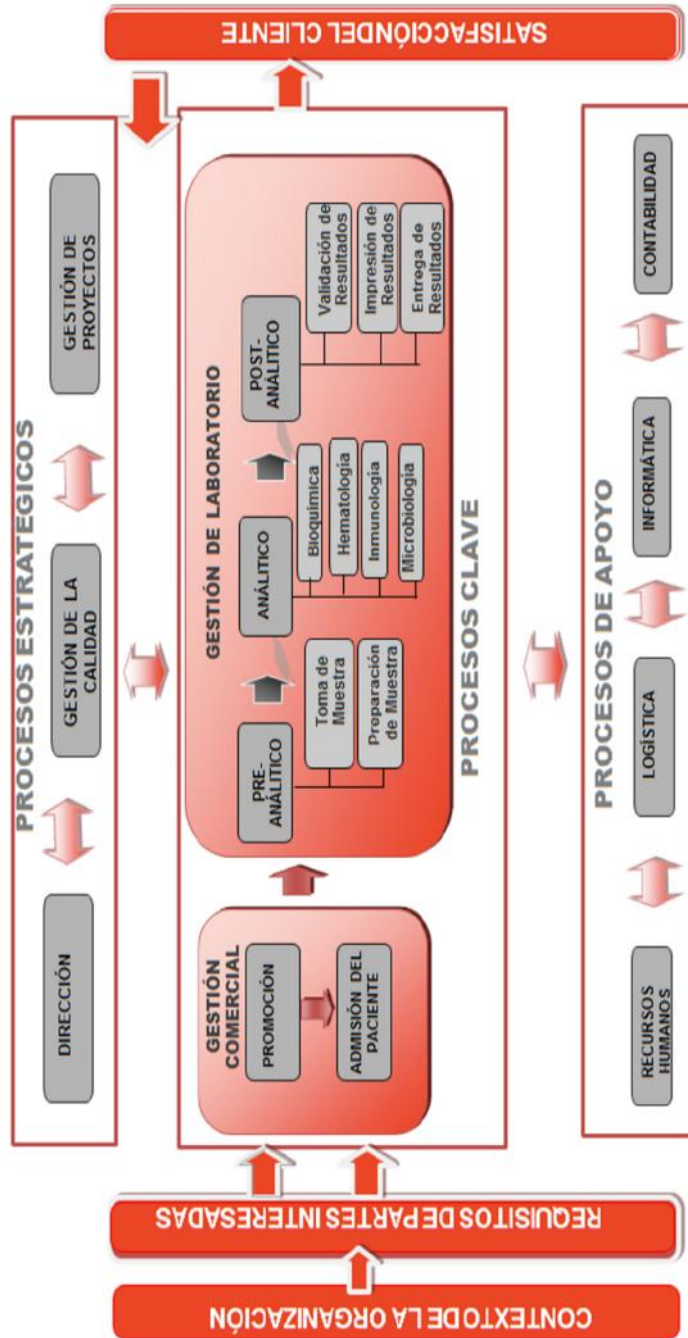 CONTEXTO DE LA ORGANIZACIÓN
REQUISITOS DE PARTES INTERESADAS
PROCESOS ESTRATEGICOS
DIRECCIÓN
GESTIÓN DE LA
CALIDAD
GESTIÓN DE
PROYECTOS
GESTIÓN
COMERCIAL
PROMOCIÓN
ADMISIÓN DEL
PACIENTE
GESTIÓN DE LABORATORIO
PRE-
ANÁLITICO
Toma de
Muestra
Preparación
de Muestra
ANÁLITICO
Bioquímica
Hematología
Inmunología
Microbiología
POST-
ANÁLITICO
Validación de
Resultados
Impresión de
Resultados
Entrega de
Resultados
PROCESOS CLAVE
PROCESOS DE APOYO
RECURSOS
HUMANOS
LOGÍSTICA
INFORMÁTICA
CONTABILIDAD
SATISFACCIÓN DEL CLIENTE